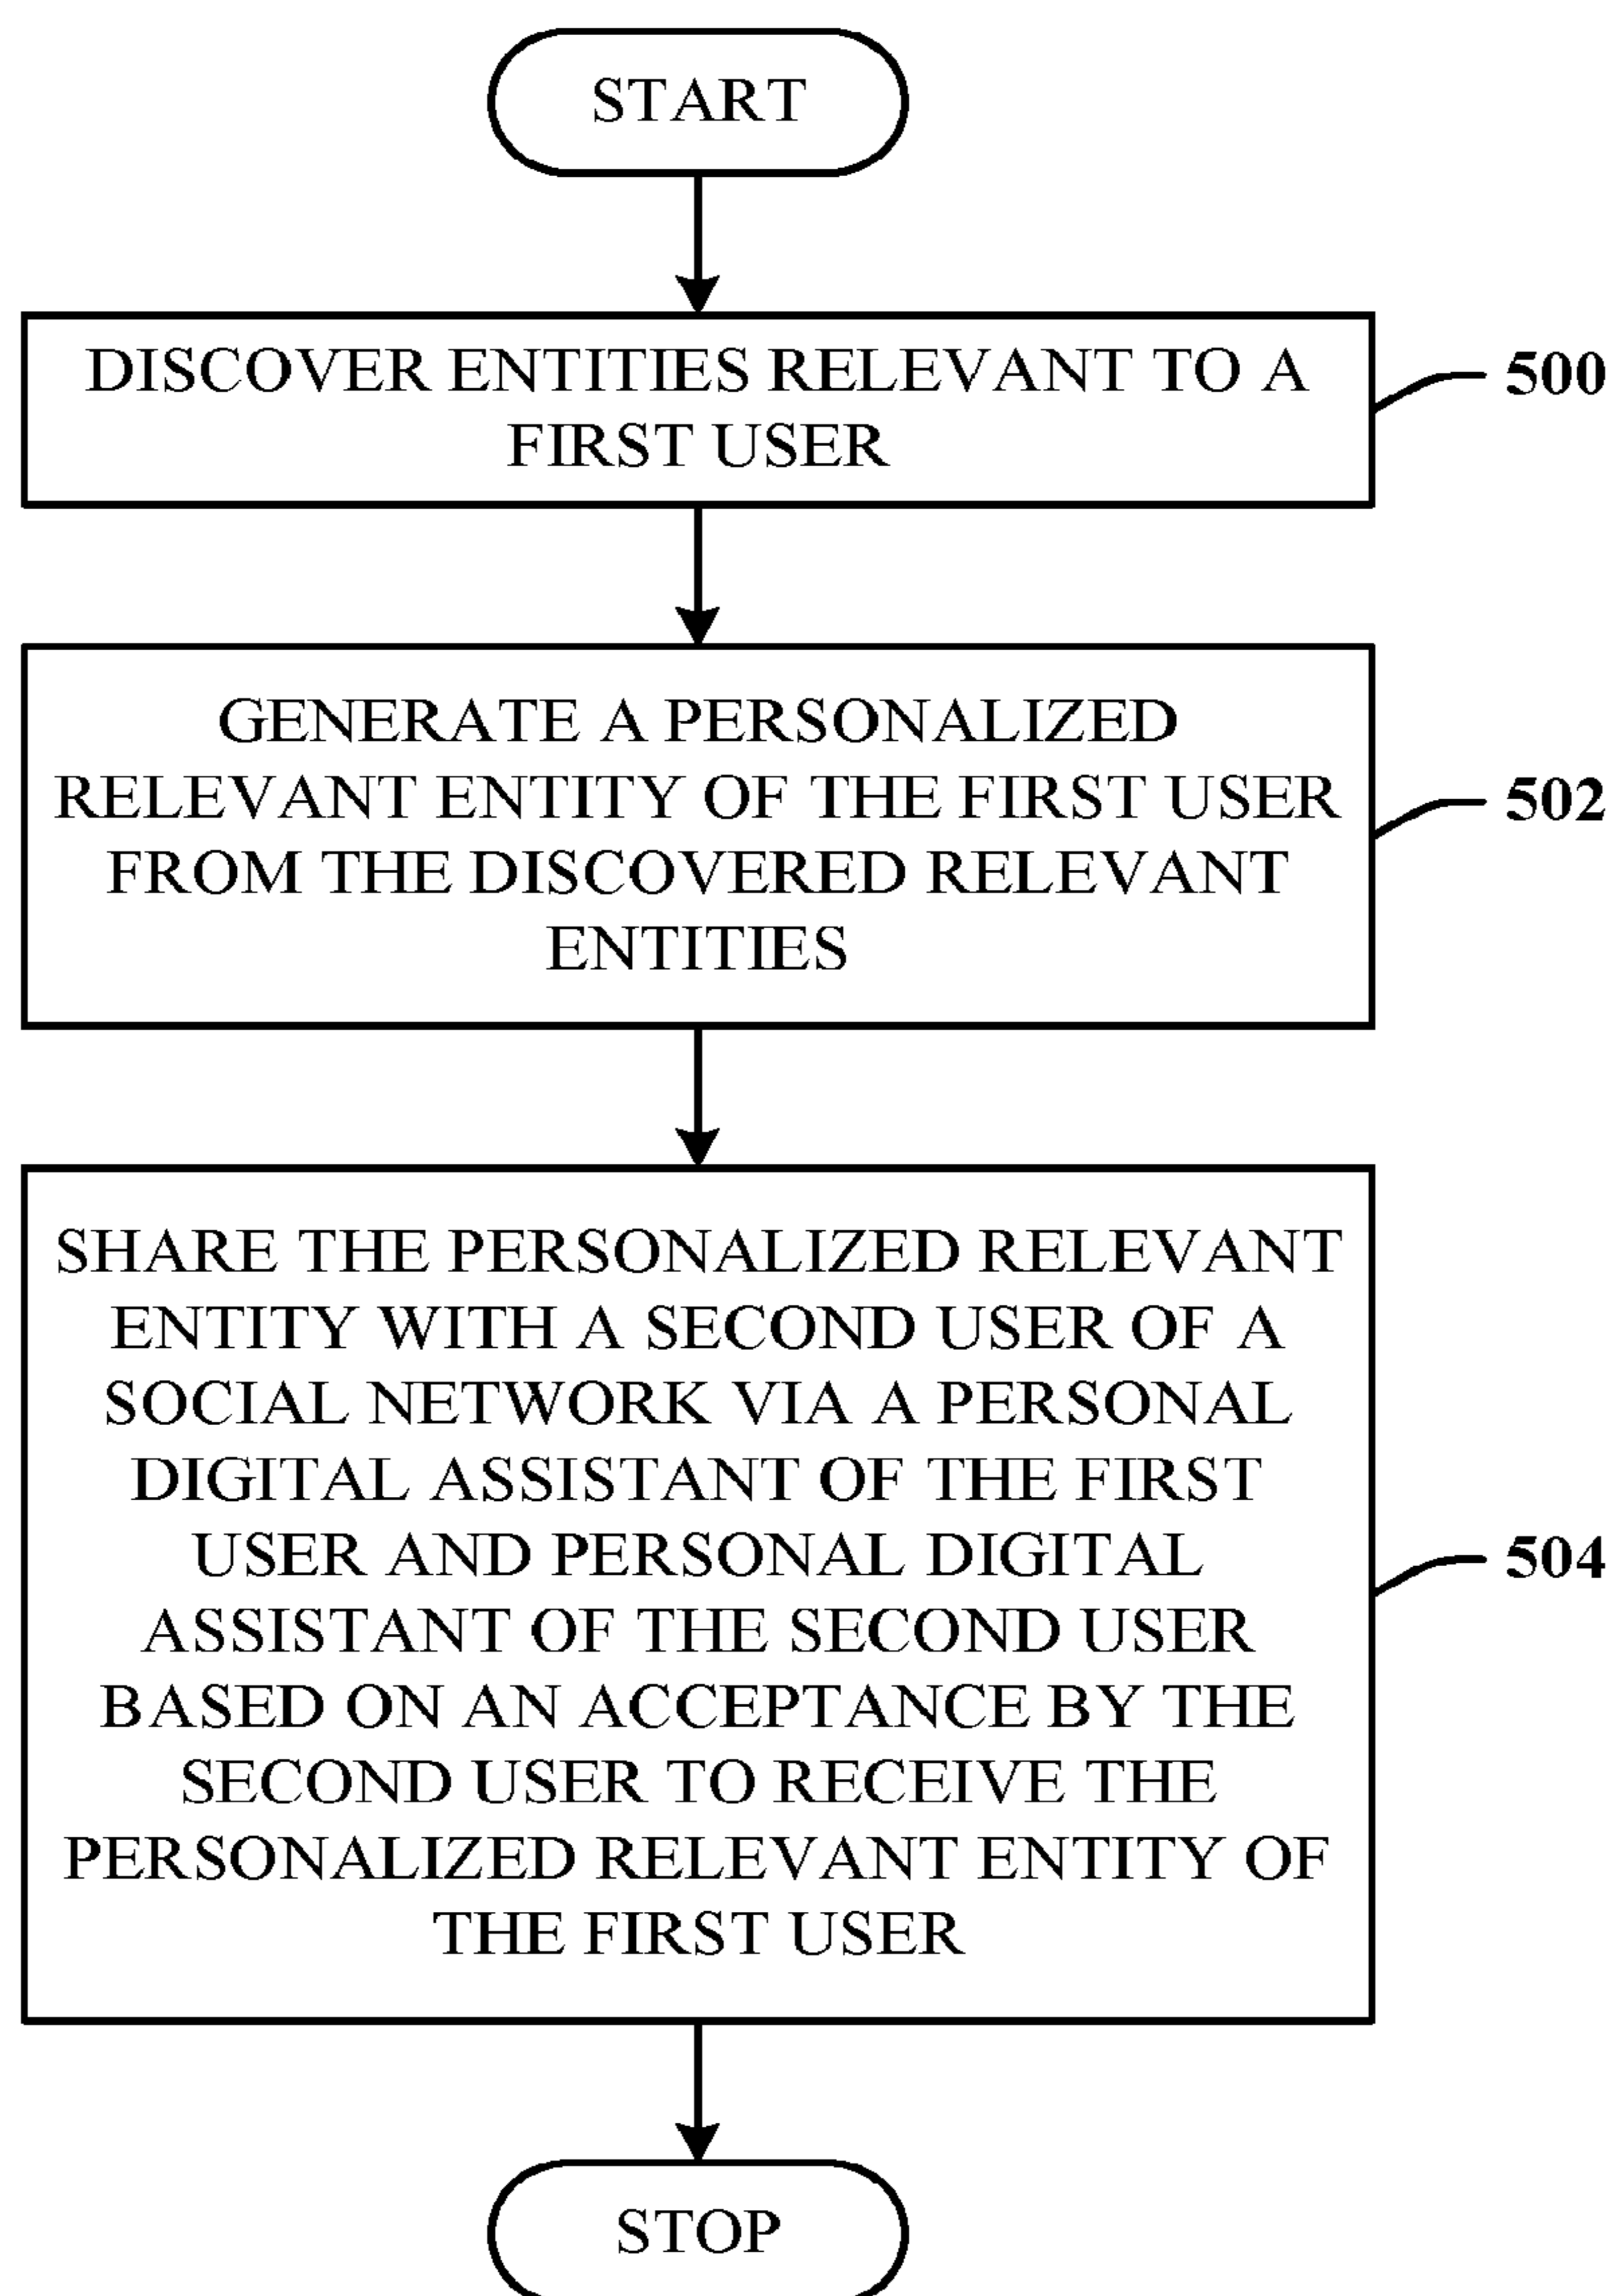 START
DISCOVER ENTITIES RELEVANT TO A
FIRST USER
500
GENERATE A PERSONALIZED
RELEVANT ENTITY OF THE FIRST USER
FROM THE DISCOVERED RELEVANT
ENTITIES
502
SHARE THE PERSONALIZED RELEVANT
ENTITY WITH A SECOND USER OF A
SOCIAL NETWORK VIA A PERSONAL
DIGITAL ASSISTANT OF THE FIRST
USER AND PERSONAL DIGITAL
ASSISTANT OF THE SECOND USER
BASED ON AN ACCEPTANCE BY THE
SECOND USER TO RECEIVE THE
PERSONALIZED RELEVANT ENTITY OF
THE FIRST USER
504
STOP